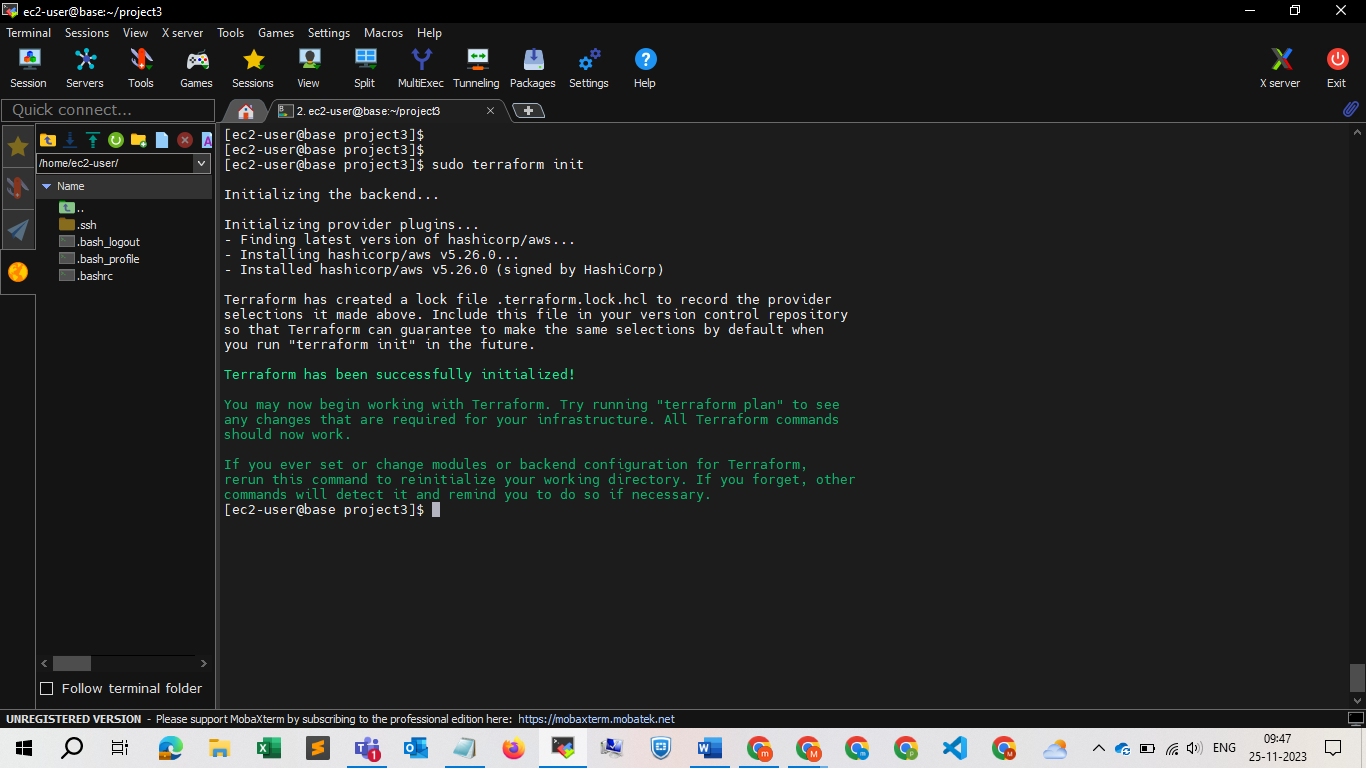 ec2-user@base:~/project3
Terminal Sessions View X server Tools Games Settings Macros Help
Session Servers Tools Games Sessions View Split MultiExec Tunneling Packages Settings Help X server Exit
Quick connect...
2. ec2-user@base:~/project3
/home/ec2-user/
Name
..
.ssh
.bash_logout
.bash_profile
.bashrc
Follow terminal folder
[ec2-user@base project3]$
[ec2-user@base project3]$
[ec2-user@base project3]$ sudo terraform init
Initializing the backend...
Initializing provider plugins...
- Finding latest version of hashicorp/aws...
- Installing hashicorp/aws v5.26.0...
- Installed hashicorp/aws v5.26.0 (signed by HashiCorp)
Terraform has created a lock file .terraform.lock.hcl to record the provider
selections it made above. Include this file in your version control repository
so that Terraform can guarantee to make the same selections by default when
you run "terraform init" in the future.
Terraform has been successfully initialized!
You may now begin working with Terraform. Try running "terraform plan" to see
any changes that are required for your infrastructure. All Terraform commands
should now work.
If you ever set or change modules or backend configuration for Terraform,
rerun this command to reinitialize your working directory. If you forget, other
commands will detect it and remind you to do so if necessary.
[ec2-user@base project3]$
UNREGISTERED VERSION - Please support MobaXterm by subscribing to the professional edition here: https://mobaxterm.mobatek.net
ENG
09:47
25-11-2023